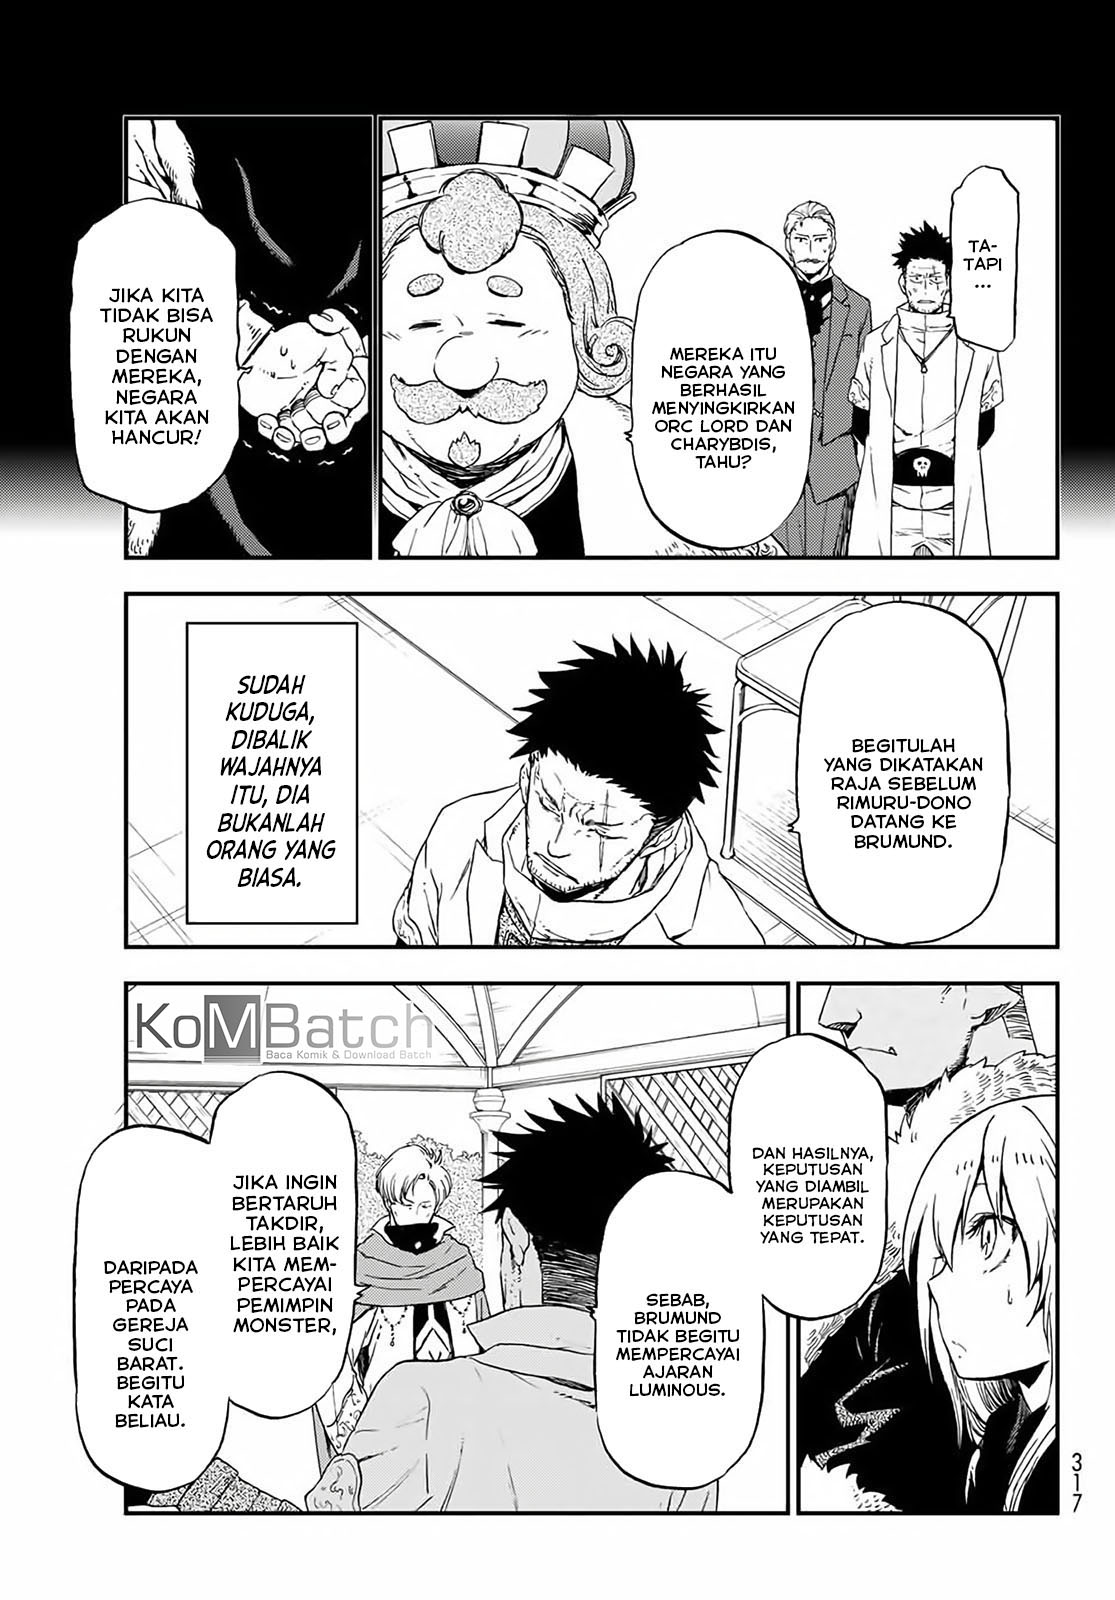 TA-
TAPI
...
MEREKA ITU
NEGARA YANG
BERHASIL
MENYINGKIRKAN
ORC LORD DAN
CHARYBDIS,
TAHU?
JIKA KITA
TIDAK BISA
RUKUN
DENGAN
MEREKA,
NEGARA
KITA AKAN
HANCUR!
BEGITULAH
YANG DIKATAKAN
RAJA SEBELUM
RIMURU-DONO
DATANG KE
BRUMUND.
SUDAH
KUDUGA,
DIBALIK
WAJAHNYA
ITU, DIA
BUKANLAH
ORANG YANG
BIASA.
DAN HASILNYA,
KEPUTUSAN
YANG DIAMBIL
MERUPAKAN
KEPUTUSAN
YANG TEPAT.
SEBAB,
BRUMUND
TIDAK BEGITU
MEMPERCAYAI
AJARAN
LUMINOUS.
JIKA INGIN
BERTARUH
TAKDIR,
LEBIH BAIK
KITA MEM-
PERCAYAI
PEMIMPIN
MONSTER,
DARIPADA
PERCAYA
PADA
GEREJA
SUCI
BARAT.
BEGITU
KATA
BELIAU.
KoMBatch
Baca Komik & Download Batch
317